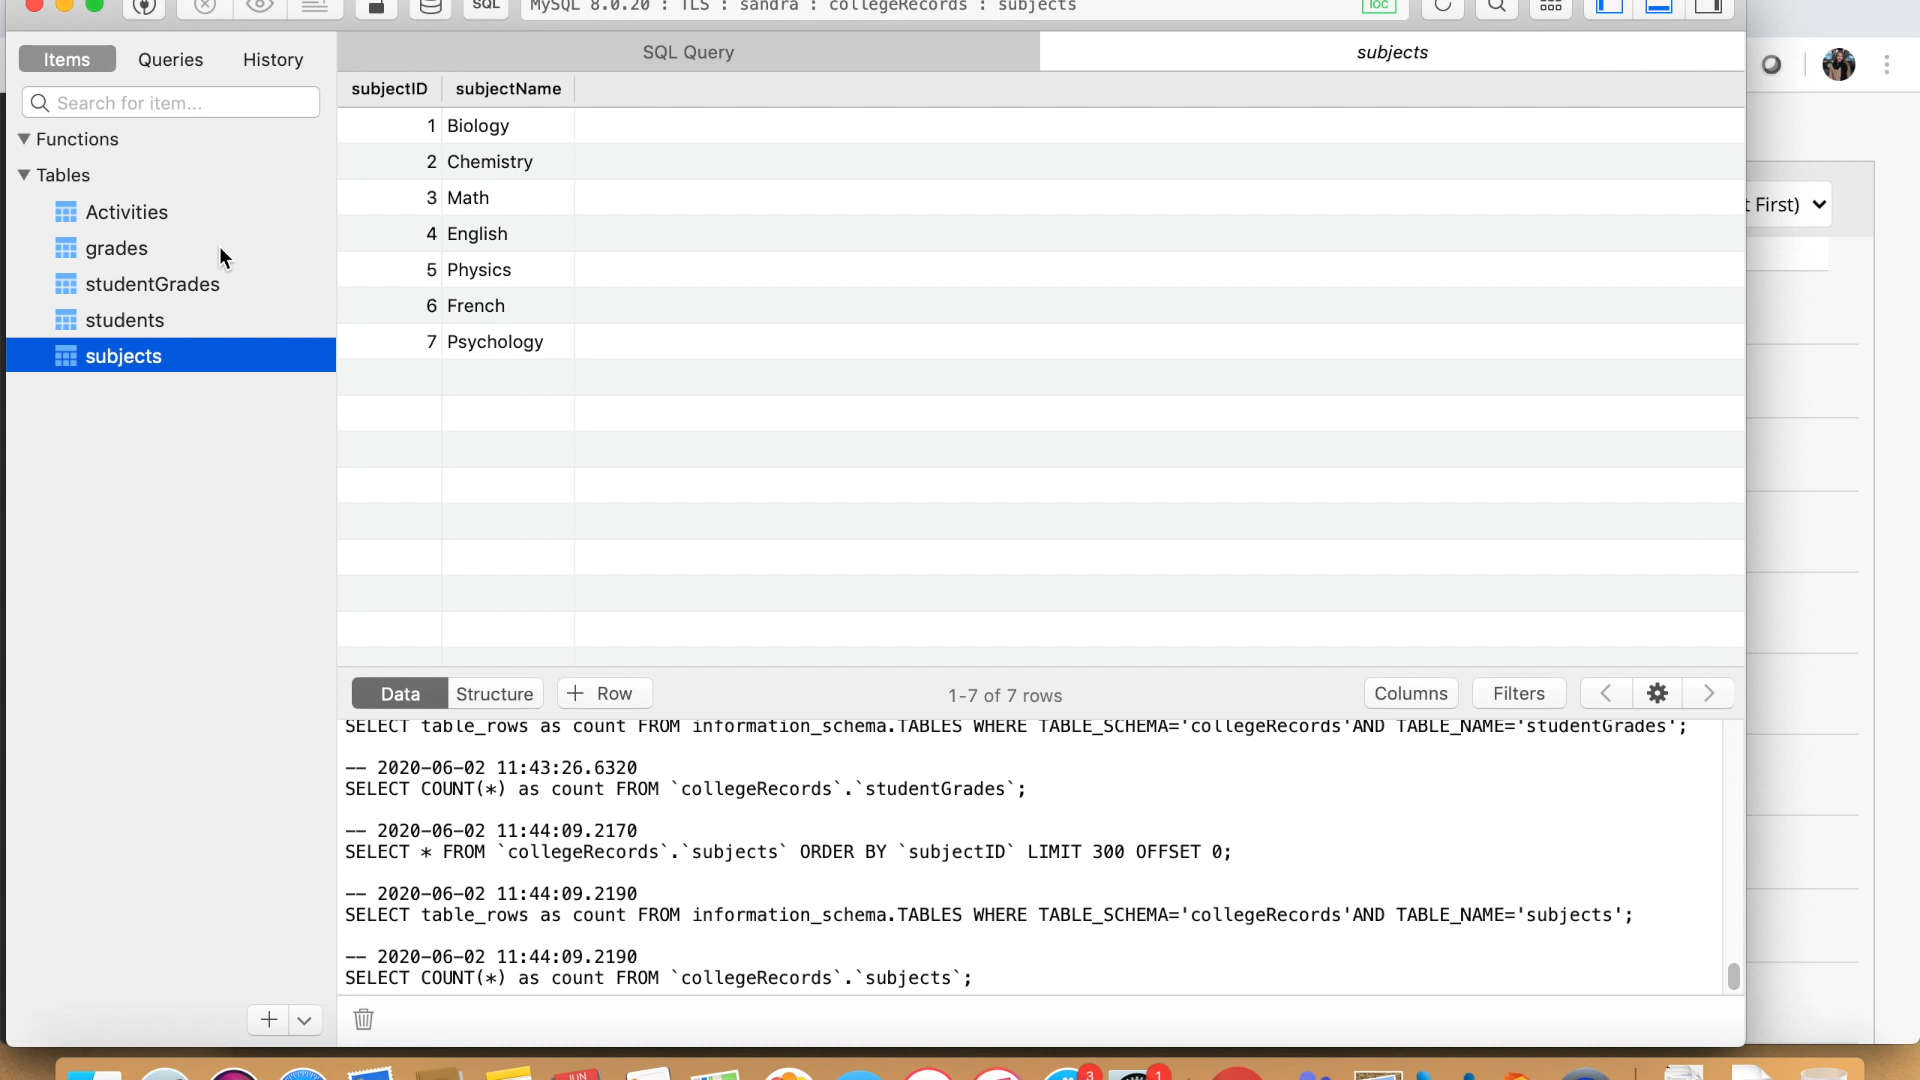 SQL
MySQL 8.0.20 : TLS : sandra : collegeRecords : subjects
loc
Items
Queries
History
SQL Query
subjects
Search for item...
subjectID
subjectName
Functions
1 Biology
Tables
2 Chemistry
Activities
3 Math
grades
4 English
studentGrades
5 Physics
students
6 French
subjects
7 Psychology
t First)
Data
Structure
+ Row
1-7 of 7 rows
Columns
Filters
SELECT table_rows as count FROM information_schema.TABLES WHERE TABLE_SCHEMA='collegeRecords'AND TABLE_NAME='studentGrades';
-- 2020-06-02 11:43:26.6320
SELECT COUNT(*) as count FROM `collegeRecords`.`studentGrades`;
-- 2020-06-02 11:44:09.2170
SELECT * FROM `collegeRecords`.`subjects` ORDER BY `subjectID` LIMIT 300 OFFSET 0;
-- 2020-06-02 11:44:09.2190
SELECT table_rows as count FROM information_schema.TABLES WHERE TABLE_SCHEMA='collegeRecords'AND TABLE_NAME='subjects';
-- 2020-06-02 11:44:09.2190
SELECT COUNT(*) as count FROM `collegeRecords`.`subjects`;
JUN
3
1